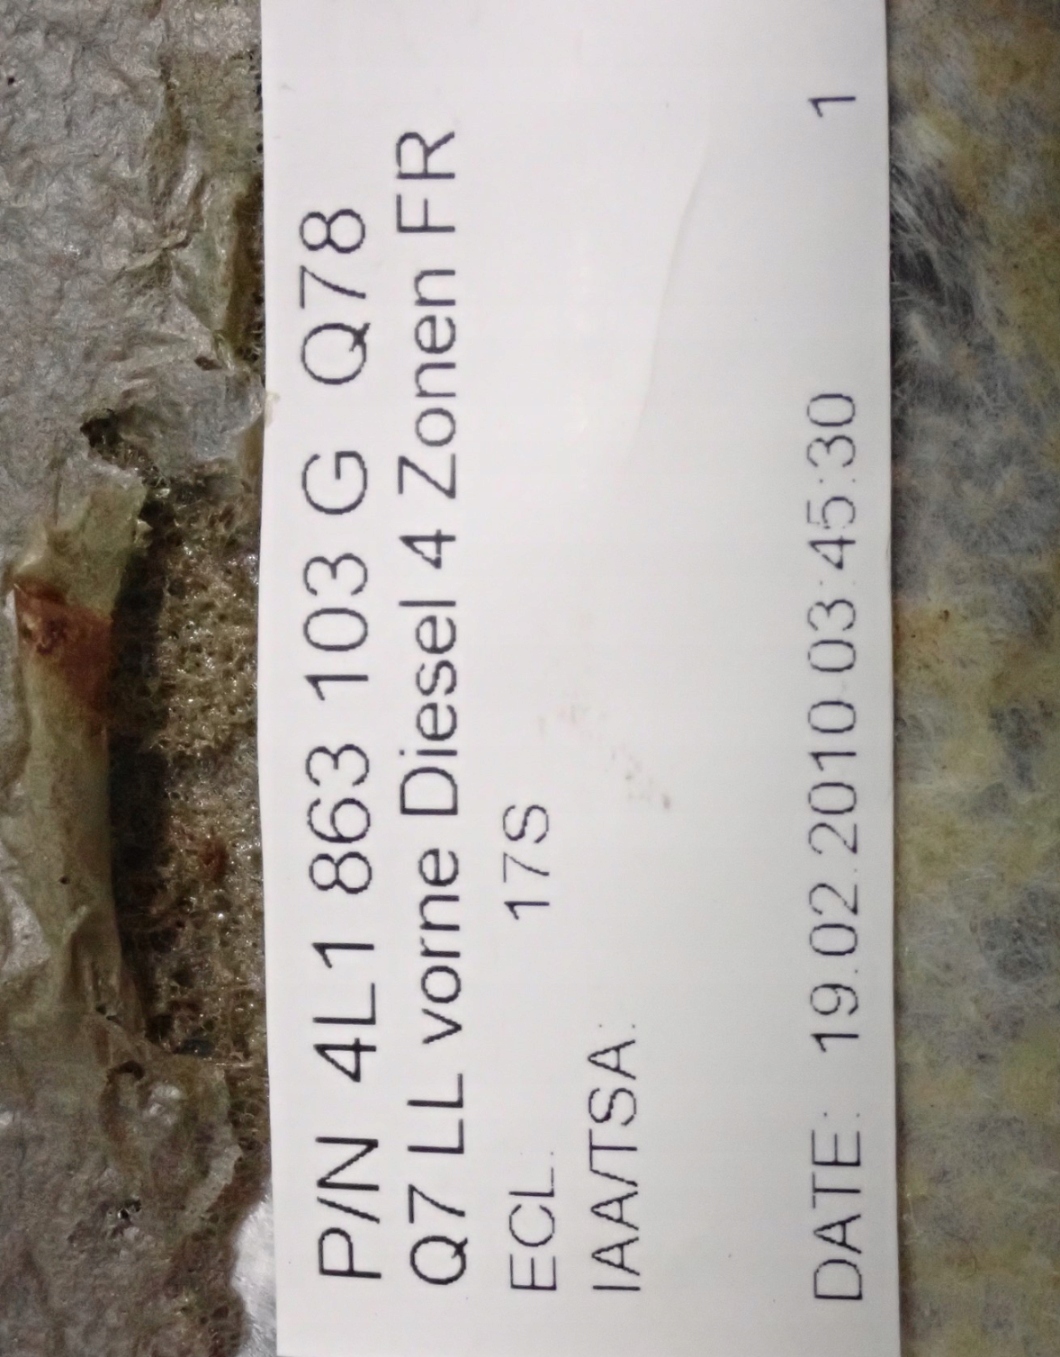 P/N 4L1 863 103 G Q78
Q7 LL vorne Diesel 4 Zonen FR
ECL: 17S
IAA/TSA:
DATE: 19.02.2010 03:45:30 1